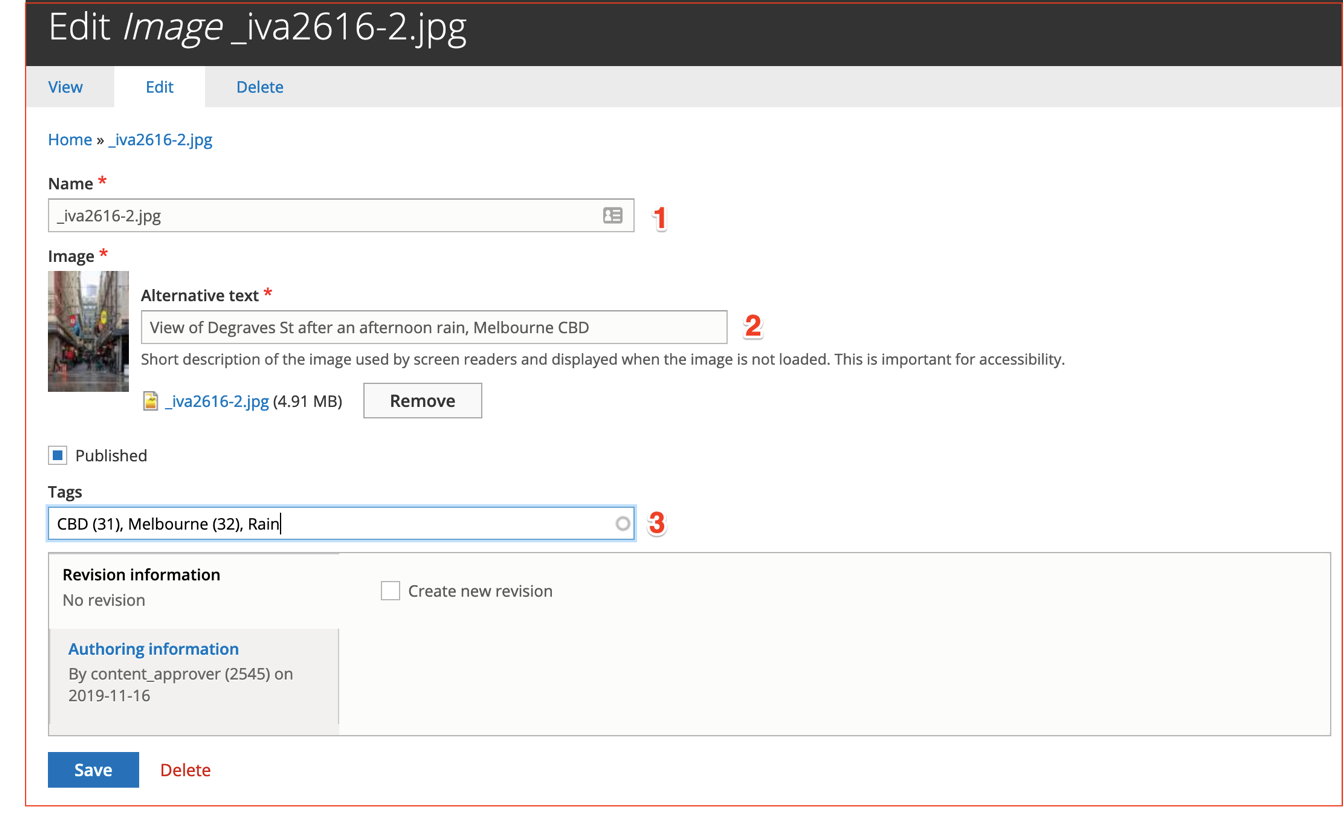 Edit Image _iva2616-2.jpg
View Edit Delete
Home » _iva2616-2.jpg
Name *
_iva2616-2.jpg 1
Image *
Alternative text *
View of Degraves St after an afternoon rain, Melbourne CBD 2
Short description of the image used by screen readers and displayed when the image is not loaded. This is important for accessibility.
_iva2616-2.jpg (4.91 MB) Remove
Published
Tags
CBD (31), Melbourne (32), Rain 3
Revision information
No revision
Create new revision
Authoring information
By content_approver (2545) on
2019-11-16
Save Delete